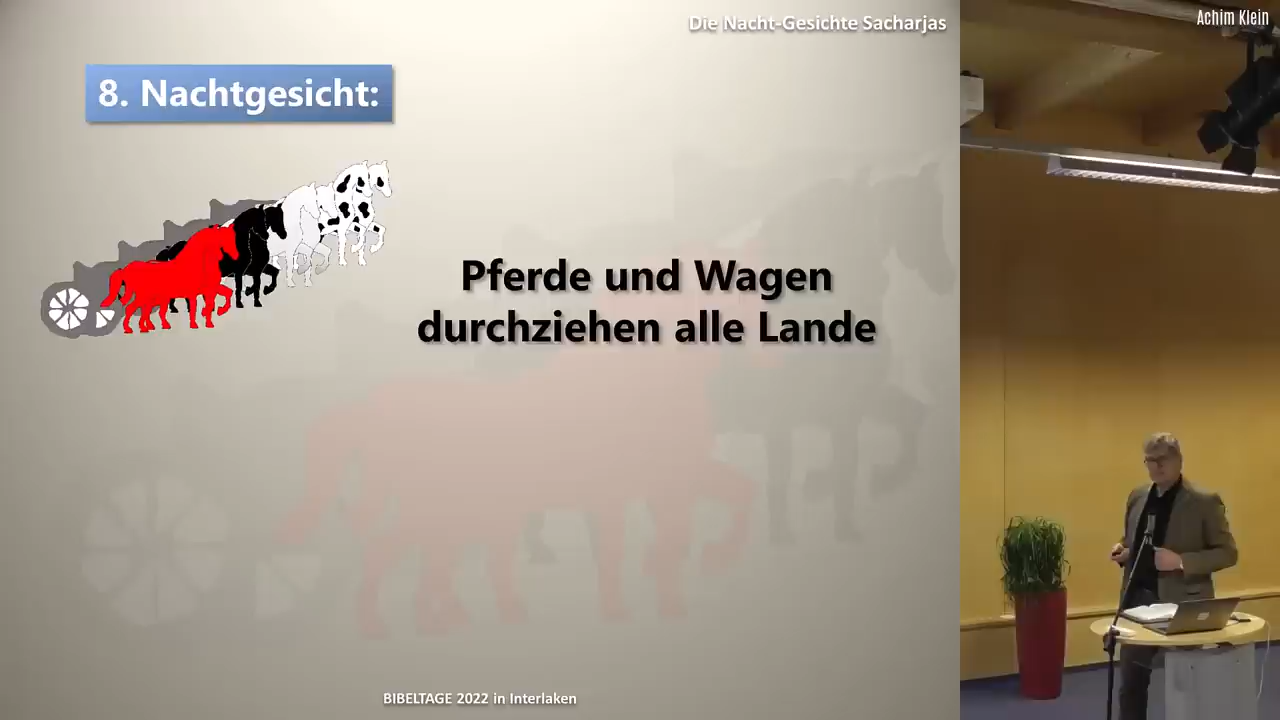 Die Nacht-Gesichte Sacharjas
Achim Klein
8. Nachtgesicht:
Pferde und Wagen
durchziehen alle Lande
BIBELTAGE 2022 in Interlaken